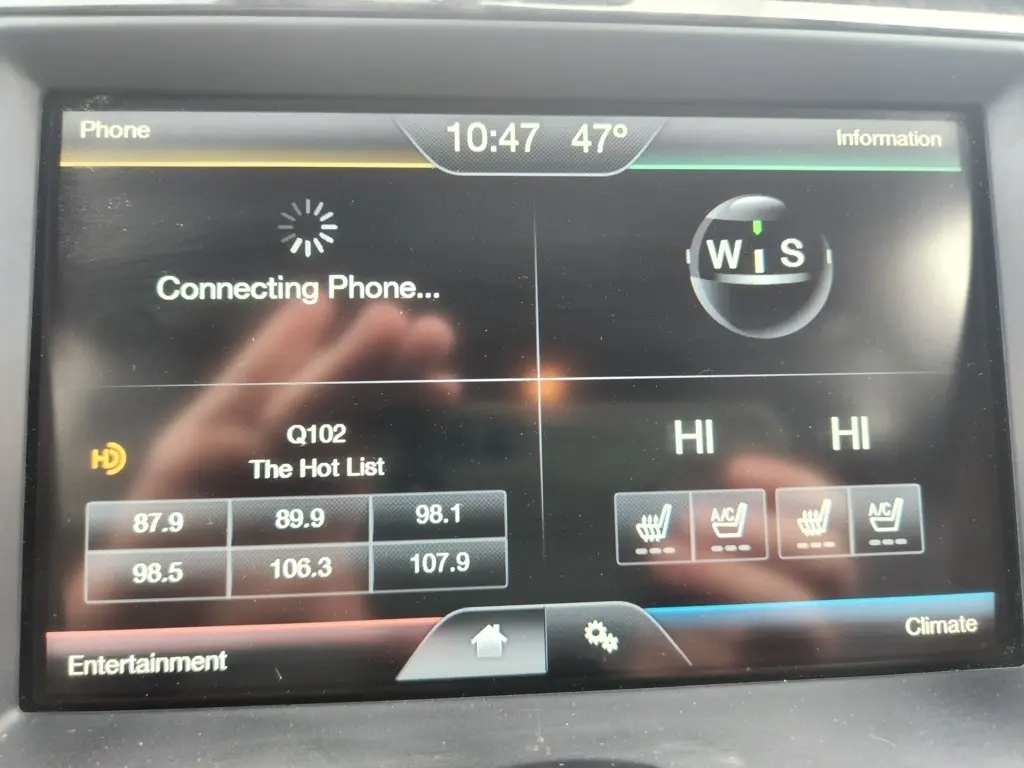 Phone
10:47 47°
Information
Connecting Phone...
W S
HD
Q102
The Hot List
87.9 89.9 98.1
98.5 106.3 107.9
HI HI
A/C A/C
Entertainment
Climate